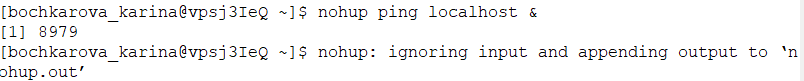 [bochkarova_karina@vpsj3IeQ ~]$ nohup ping localhost &
[1] 8979
[bochkarova_karina@vpsj3IeQ ~]$ nohup: ignoring input and appending output to ‘n
ohup.out’